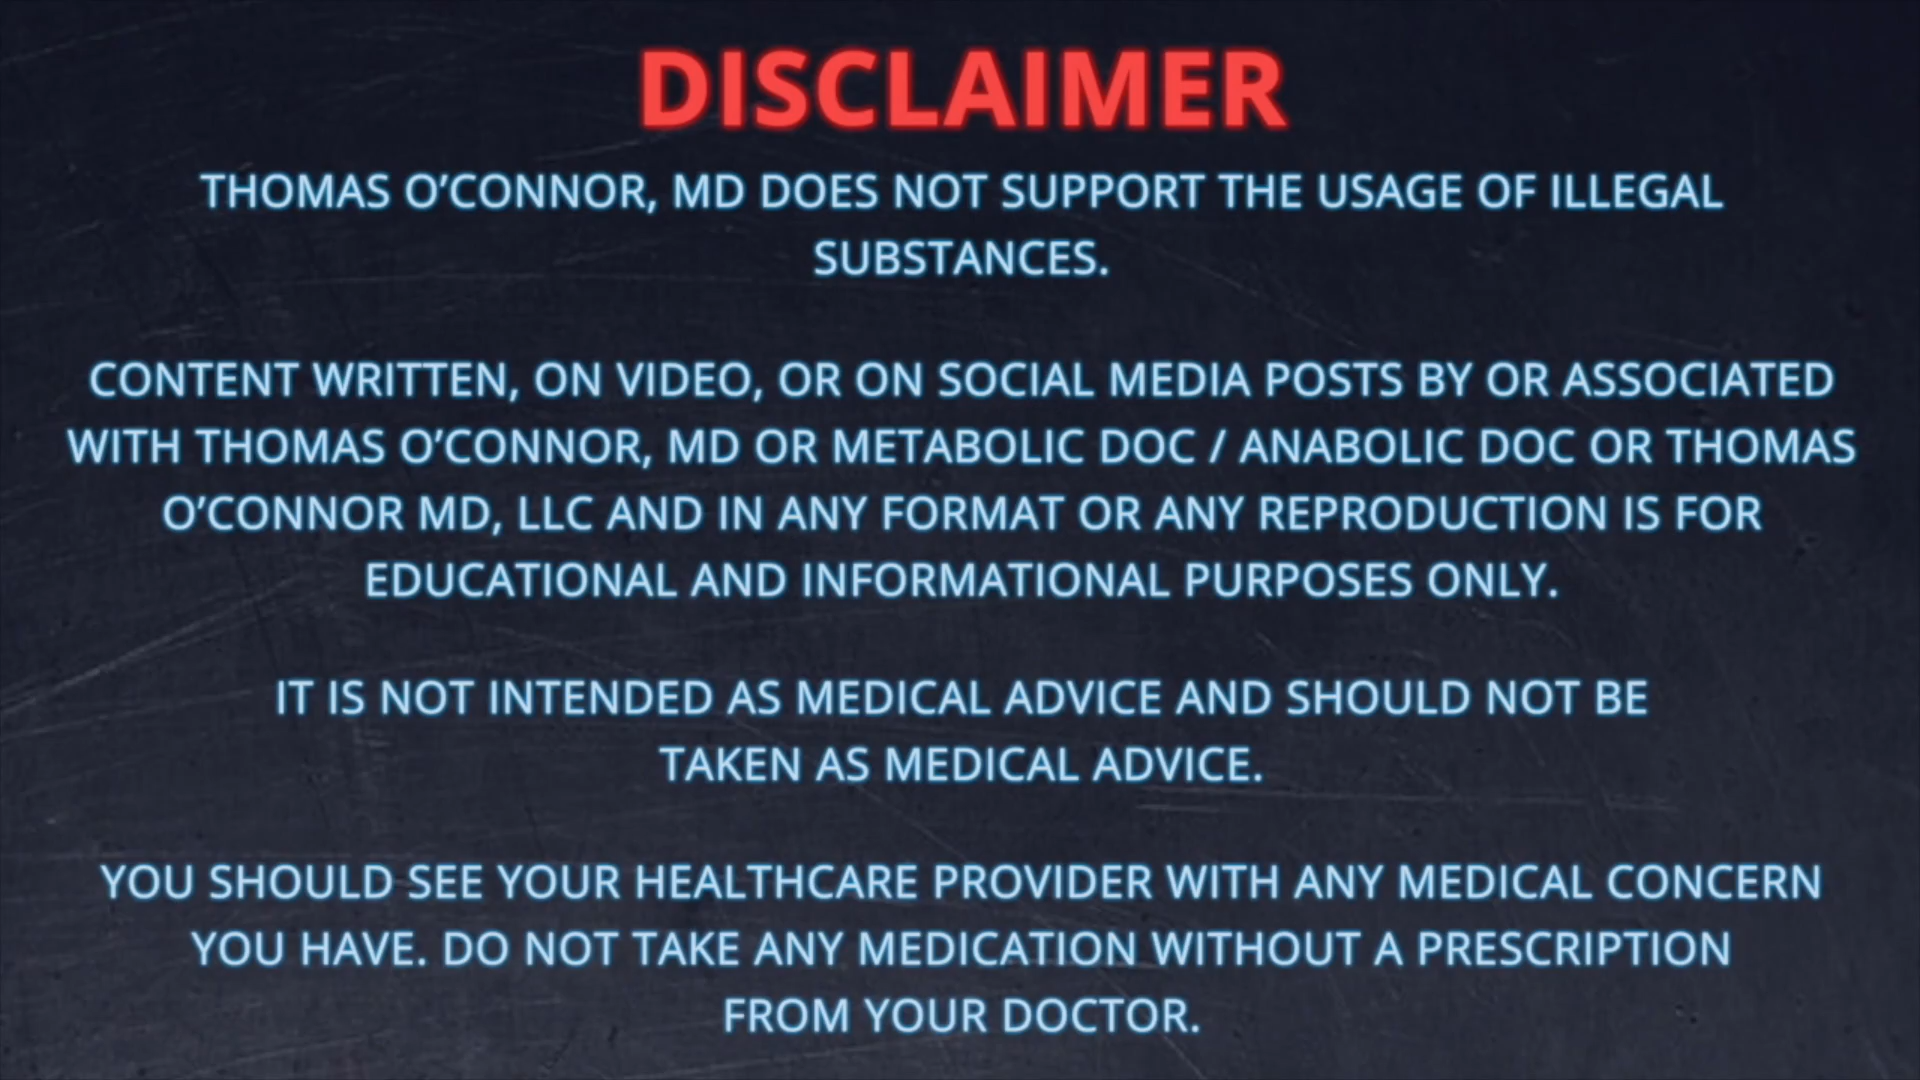 DISCLAIMER
THOMAS O’CONNOR, MD DOES NOT SUPPORT THE USAGE OF ILLEGAL
SUBSTANCES.
CONTENT WRITTEN, ON VIDEO, OR ON SOCIAL MEDIA POSTS BY OR ASSOCIATED
WITH THOMAS O’CONNOR, MD OR METABOLIC DOC / ANABOLIC DOC OR THOMAS
O’CONNOR MD, LLC AND IN ANY FORMAT OR ANY REPRODUCTION IS FOR
EDUCATIONAL AND INFORMATIONAL PURPOSES ONLY.
IT IS NOT INTENDED AS MEDICAL ADVICE AND SHOULD NOT BE
TAKEN AS MEDICAL ADVICE.
YOU SHOULD SEE YOUR HEALTHCARE PROVIDER WITH ANY MEDICAL CONCERN
YOU HAVE. DO NOT TAKE ANY MEDICATION WITHOUT A PRESCRIPTION
FROM YOUR DOCTOR.